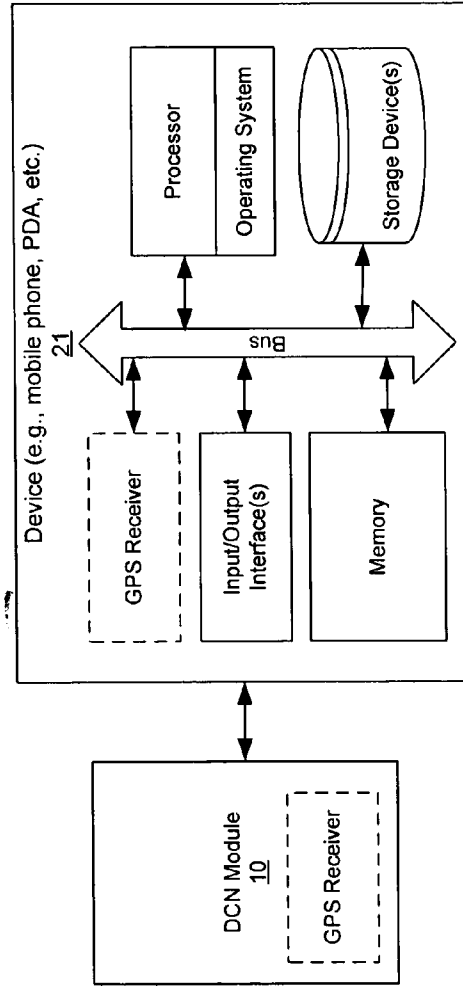 Device (e.g., mobile phone, PDA, etc.)
21
Processor
Operating System
Storage Device(s)
Bus
GPS Receiver
Input/Output
Interface(s)
Memory
DCN Module
10
GPS Receiver